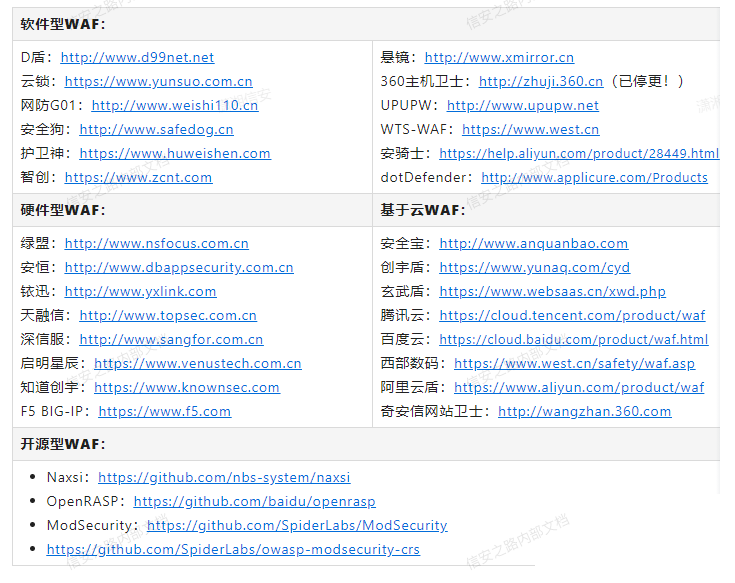 软件型WAF：
D盾：http://www.d99net.net
云锁：https://www.yunsuo.com.cn
网防G01：https://www.weishi110.cn
安全狗：http://www.safedog.cn
护卫神：https://www.huweishen.com
智创：https://www.zcnt.com
悬镜：http://www.xmirror.cn
360主机卫士：http://zhuji.360.cn（已停更！）
UPUPW：http://www.upupw.net
WTS-WAF：https://www.west.cn
安骑士：https://help.aliyun.com/product/28449.html
dotDefender：http://www.applicure.com/Products
硬件型WAF：
绿盟：http://www.nsfocus.com.cn
安恒：http://www.dbappsecurity.com.cn
铱迅：http://www.yxlink.com
天融信：http://www.topsec.com.cn
深信服：http://www.sangfor.com.cn
启明星辰：https://www.venustech.com.cn
知道创宇：https://www.knownsec.com
F5 BIG-IP：https://www.f5.com
基于云WAF：
安全宝：http://www.anquanbao.com
创宇盾：https://www.yunaq.com/cyd
玄武盾：https://www.websaas.cn/xwd.php
腾讯云：https://cloud.tencent.com/product/waf
百度云：https://cloud.baidu.com/product/waf.html
西部数码：https://www.west.cn/safety/waf.asp
阿里云盾：https://www.aliyun.com/product/waf
奇安信网站卫士：http://wangzhan.360.com
开源型WAF：
Naxsi：https://github.com/nbs-system/naxsi
OpenRASP：https://github.com/baidu/openrasp
ModSecurity：https://github.com/SpiderLabs/ModSecurity
https://github.com/SpiderLabs/owasp-modsecurity-crs
信安之路内部文档